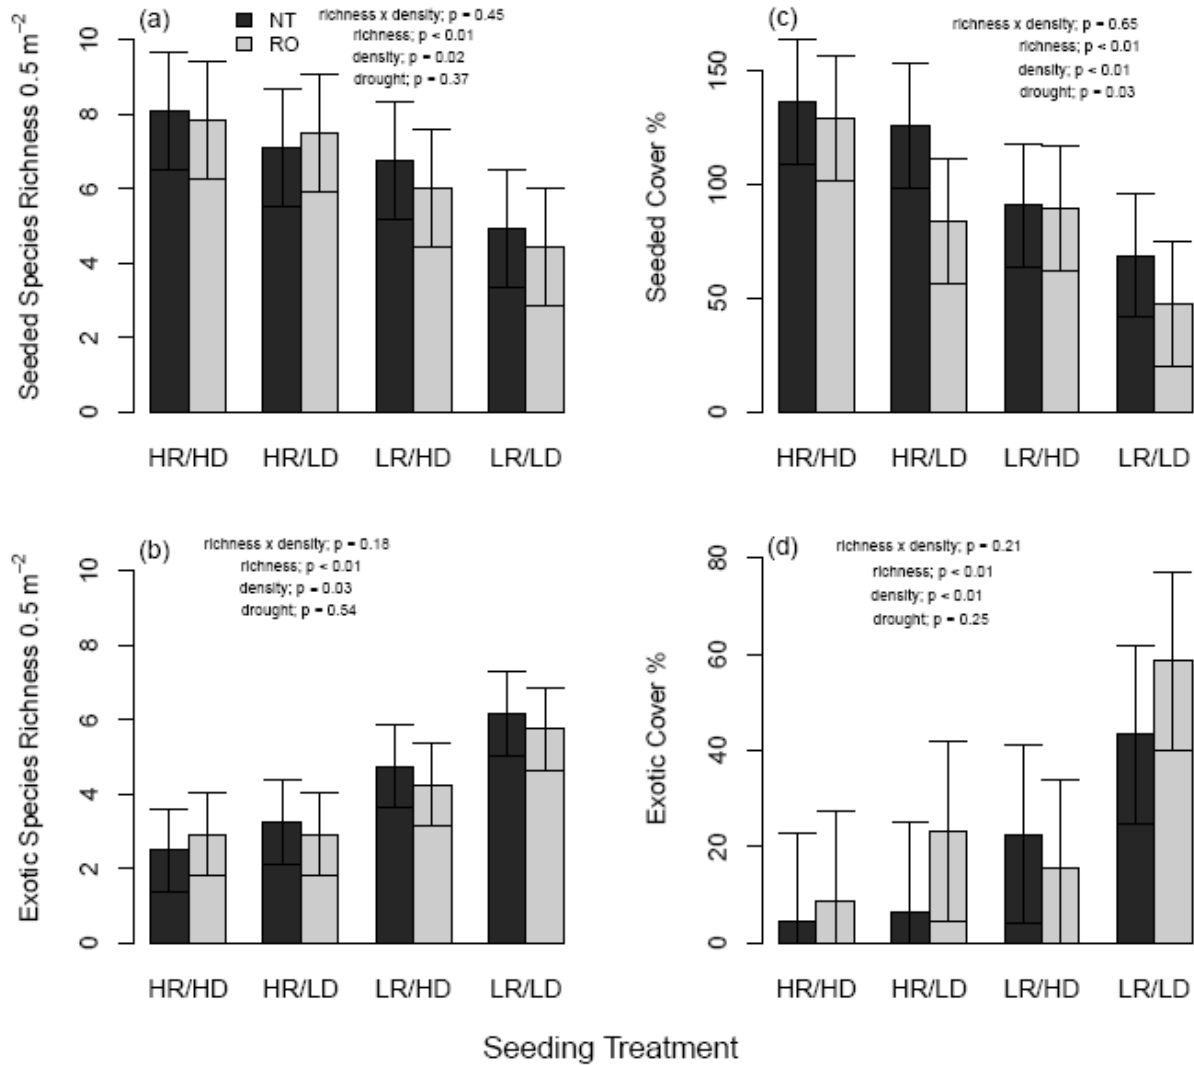 (a)
NT
RO
richness x density; p = 0.45
richness; p < 0.01
density; p = 0.02
drought; p = 0.37
Seeded Species Richness 0.5 m⁻²
10
8
6
4
2
0
HR/HD HR/LD LR/HD LR/LD
(c)
richness x density; p = 0.65
richness; p < 0.01
density; p < 0.01
drought; p = 0.03
Seeded Cover %
150
100
50
0
HR/HD HR/LD LR/HD LR/LD
(b)
richness x density; p = 0.18
richness; p < 0.01
density; p = 0.03
drought; p = 0.54
Exotic Species Richness 0.5 m⁻²
10
8
6
4
2
0
HR/HD HR/LD LR/HD LR/LD
(d)
richness x density; p = 0.21
richness; p < 0.01
density; p < 0.01
drought; p = 0.25
Exotic Cover %
80
60
40
20
0
HR/HD HR/LD LR/HD LR/LD
Seeding Treatment